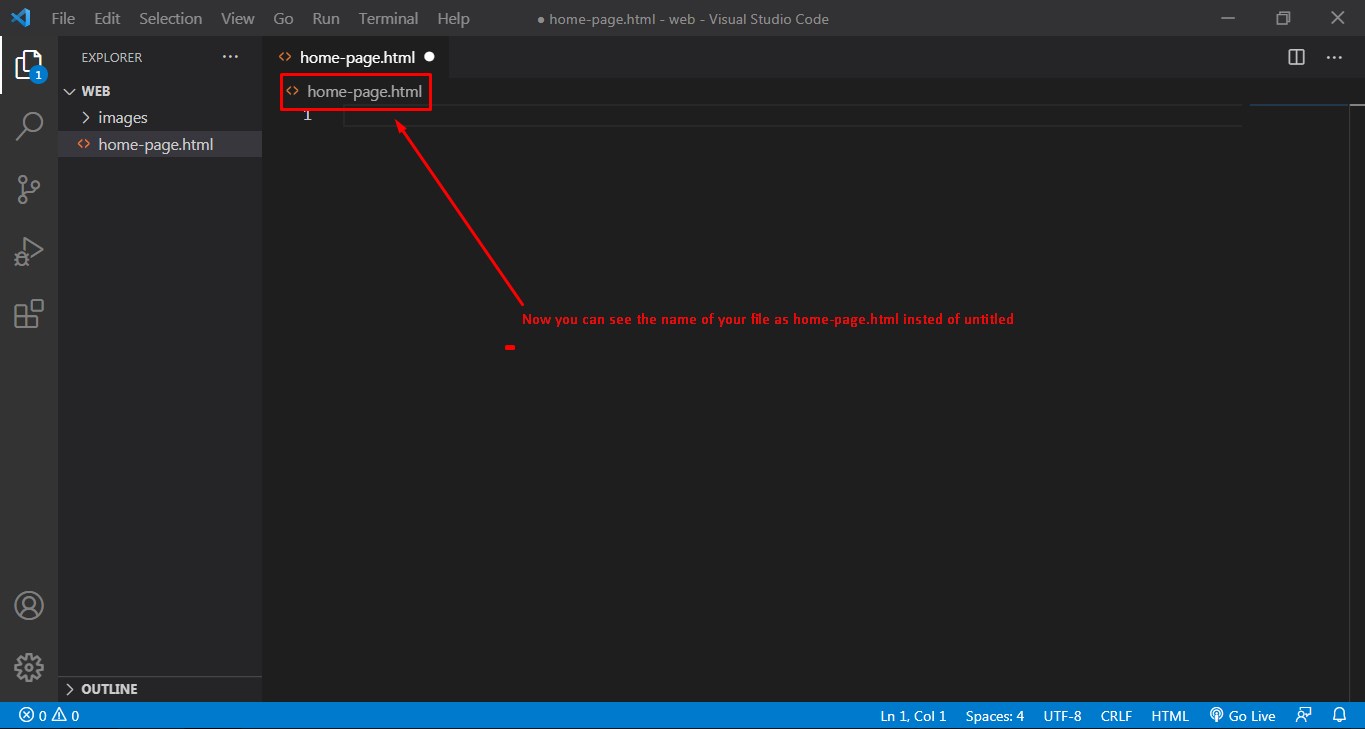 File Edit Selection View Go Run Terminal Help ● home-page.html - web - Visual Studio Code
1
EXPLORER ···
home-page.html ●
WEB
home-page.html
images
1
home-page.html
Now you can see the name of your file as home-page.html insted of untitled
OUTLINE
0 0 Ln 1, Col 1 Spaces: 4 UTF-8 CRLF HTML Go Live